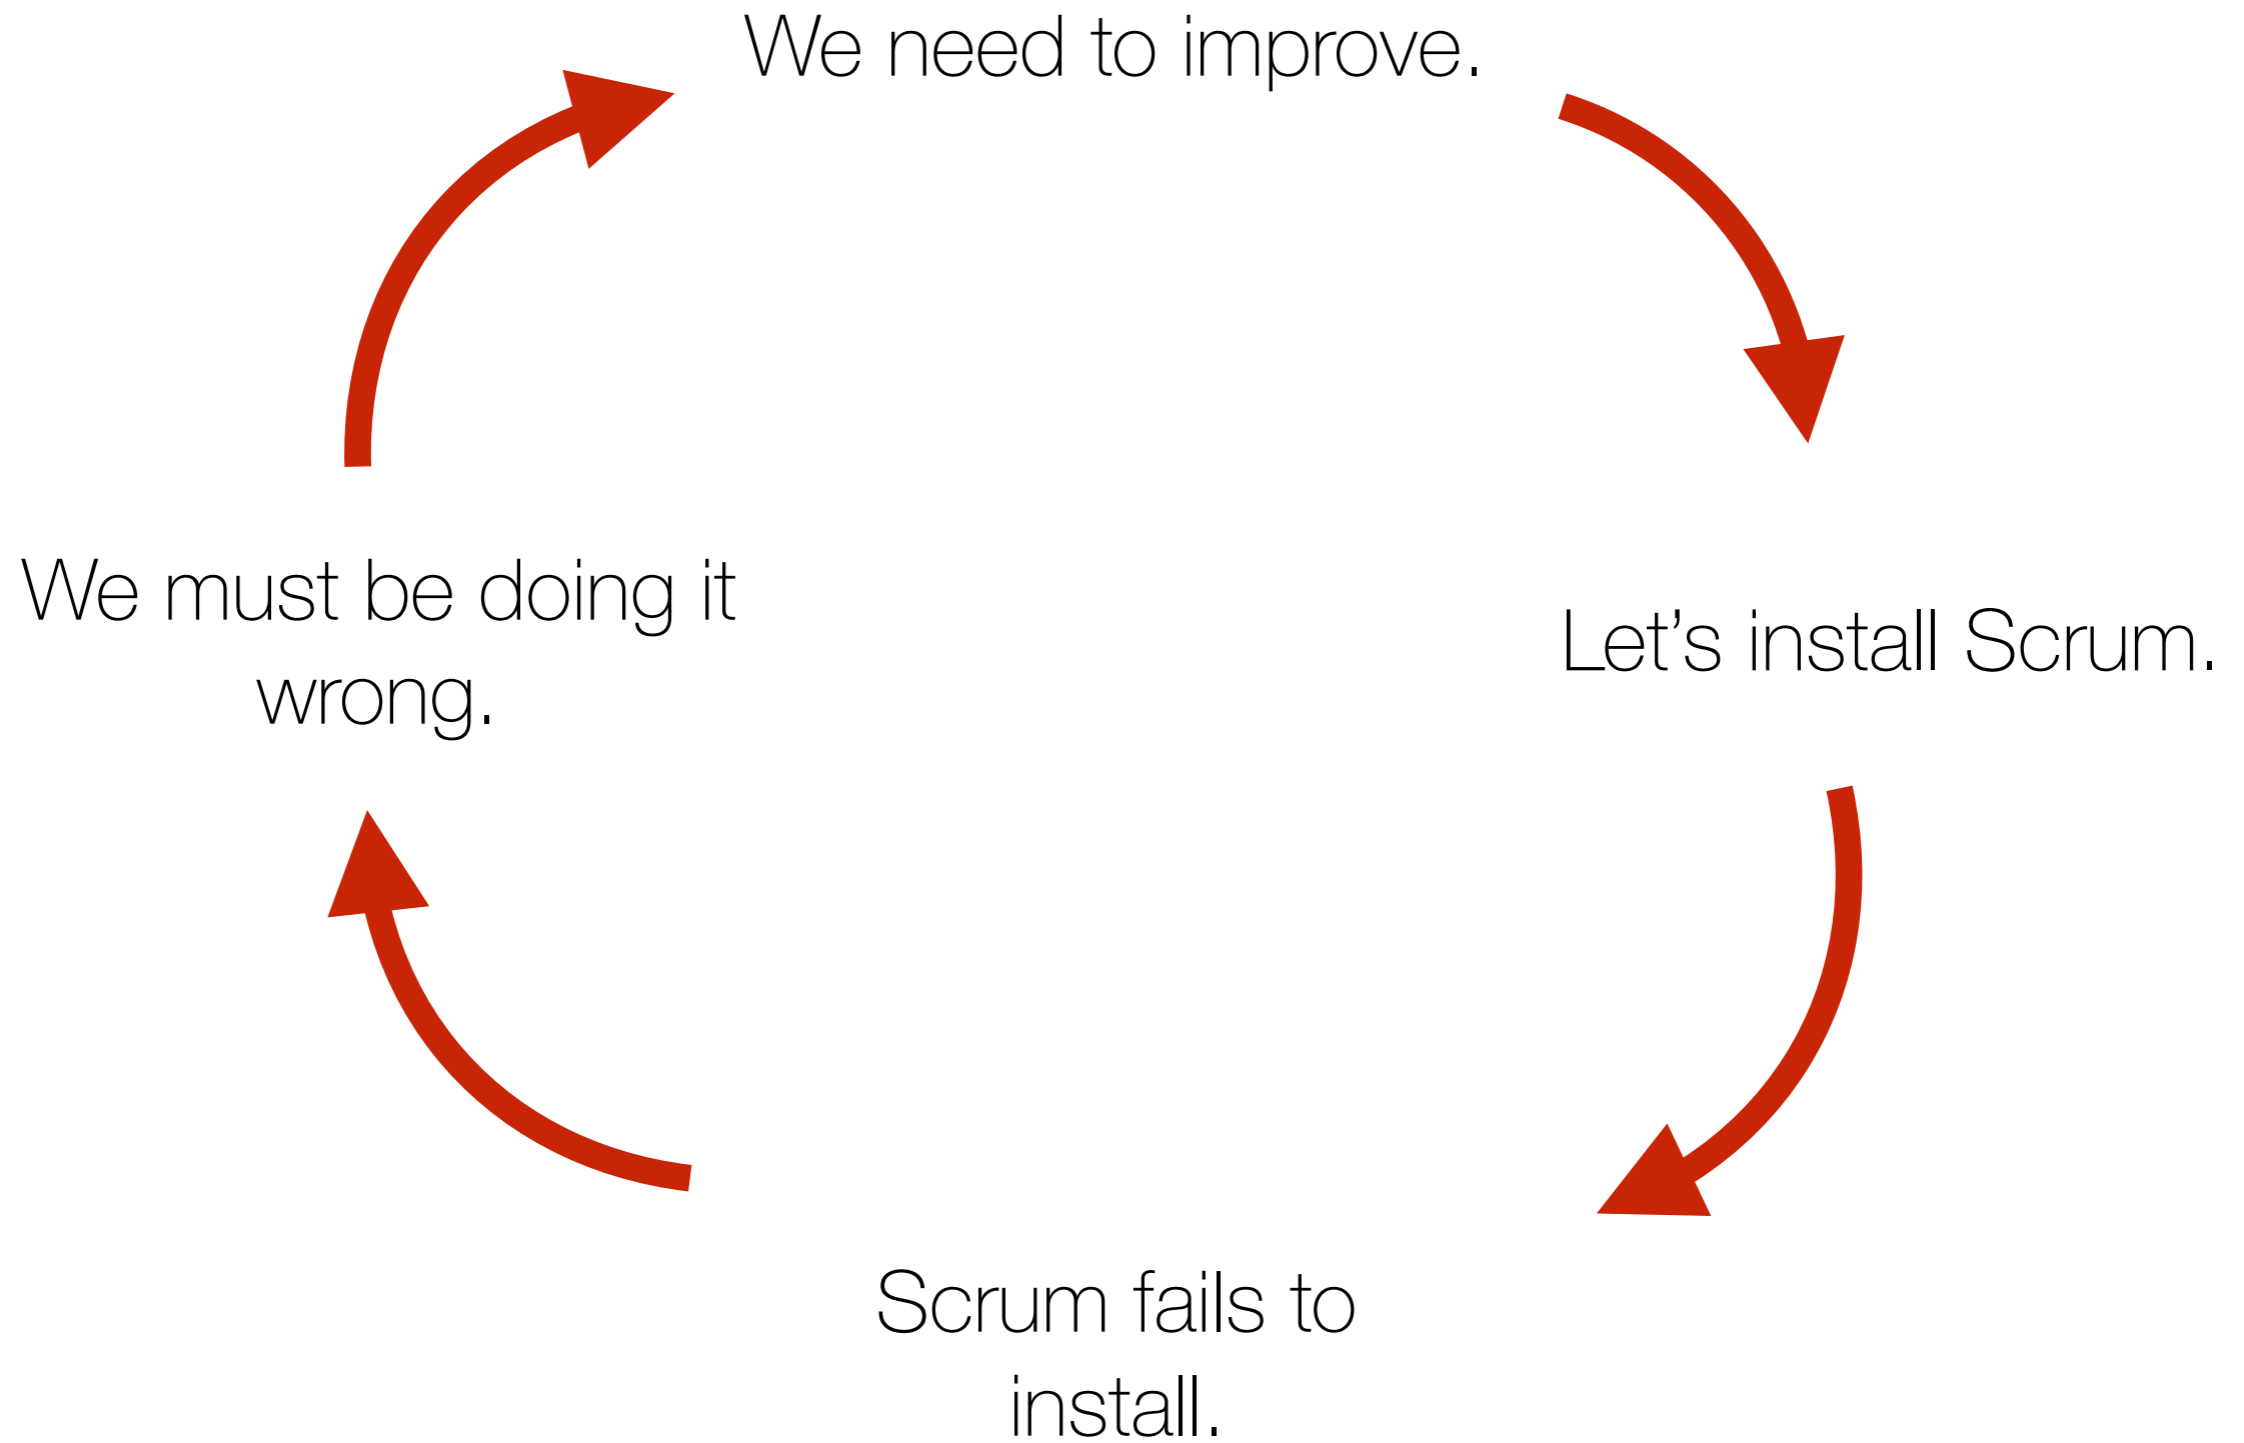 We need to improve.
Let’s install Scrum.
Scrum fails to
install.
We must be doing it
wrong.